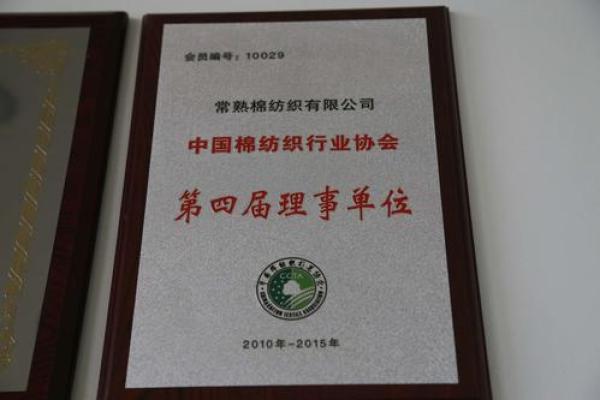 会员编号：10029
常熟棉纺织有限公司
中国棉纺织行业协会
第四届理事单位
CCTA
2010年-2015年